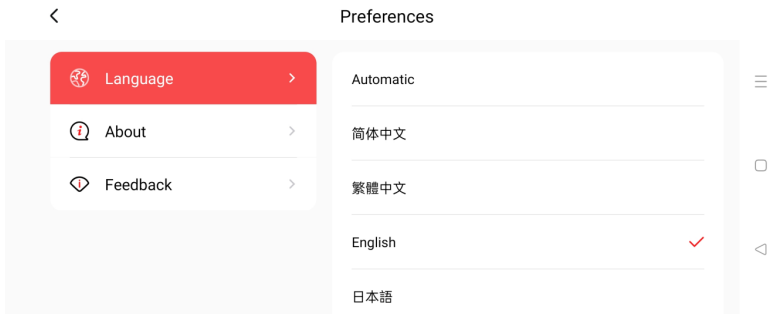 Preferences
Language
About
Feedback
Automatic
简体中文
繁體中文
English
日本語